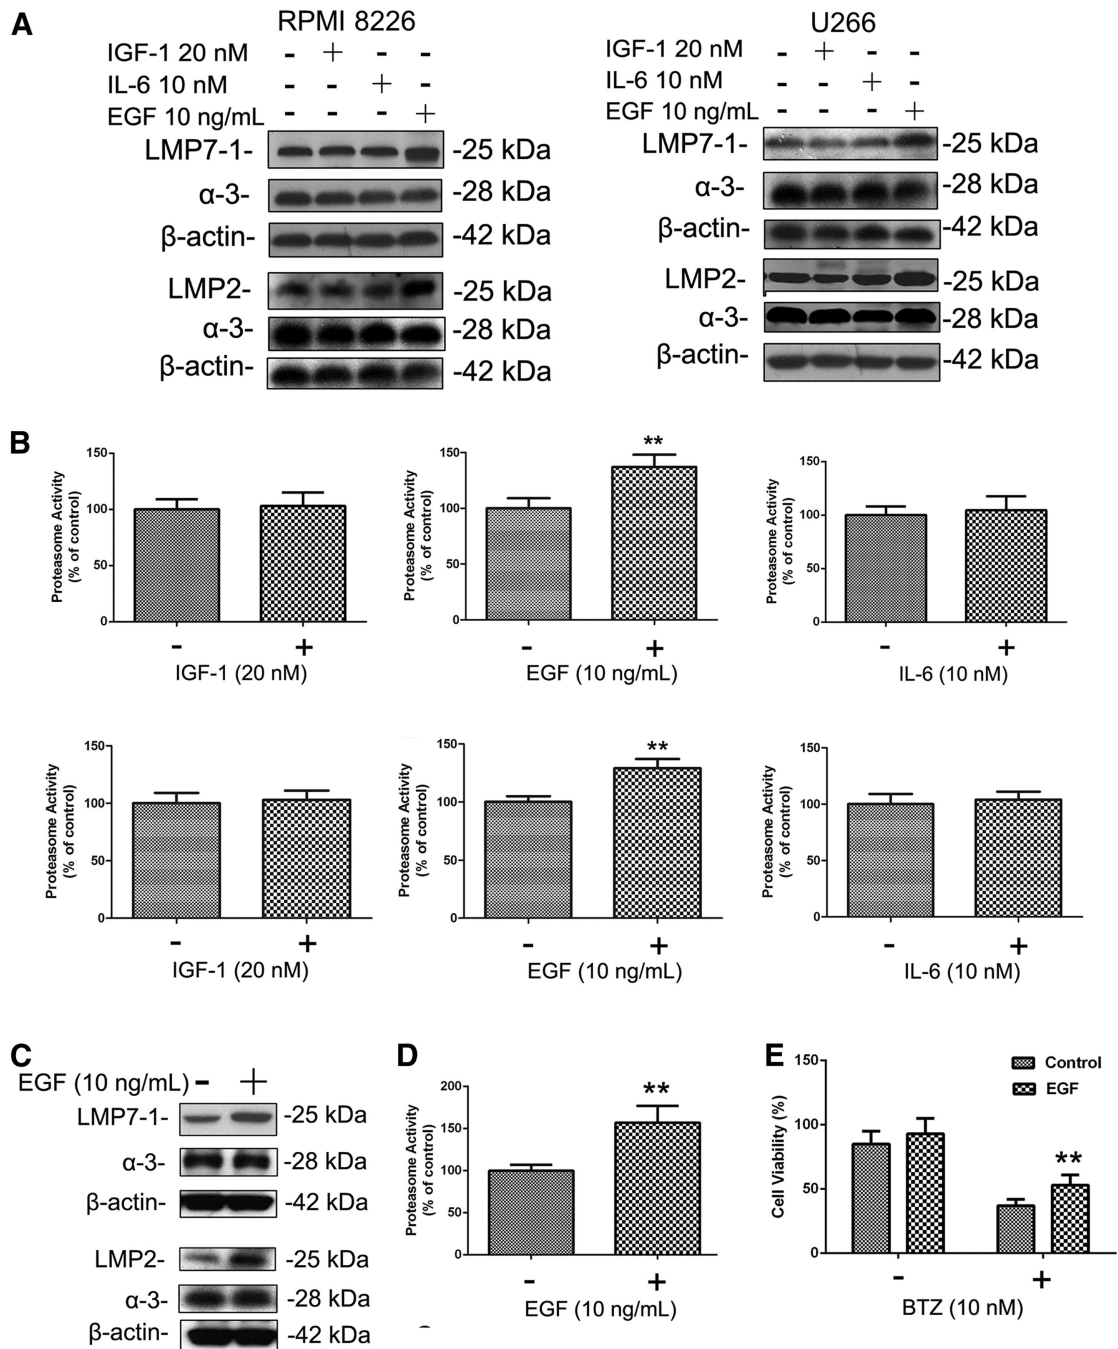 A
RPMI 8226
IGF-1 20 nM - + - -
IL-6 10 nM - - + -
EGF 10 ng/mL - - - +
LMP7-1- -25 kDa
α-3- -28 kDa
β-actin- -42 kDa
LMP2- -25 kDa
α-3- -28 kDa
β-actin- -42 kDa
U266
IGF-1 20 nM - + - -
IL-6 10 nM - - + -
EGF 10 ng/mL - - - +
LMP7-1- -25 kDa
α-3- -28 kDa
β-actin- -42 kDa
LMP2- -25 kDa
α-3- -28 kDa
β-actin- -42 kDa
B
Proteasome Activity
(% of control)
150
100
50
0
- +
IGF-1 (20 nM)
Proteasome Activity
(% of control)
150
100
50
0
**
- +
EGF (10 ng/mL)
Proteasome Activity
(% of control)
150
100
50
0
- +
IL-6 (10 nM)
Proteasome Activity
(% of control)
150
100
50
0
- +
IGF-1 (20 nM)
Proteasome Activity
(% of control)
150
100
50
0
**
- +
EGF (10 ng/mL)
Proteasome Activity
(% of control)
150
100
50
0
- +
IL-6 (10 nM)
C
EGF (10 ng/mL) - +
LMP7-1- -25 kDa
α-3- -28 kDa
β-actin- -42 kDa
LMP2- -25 kDa
α-3- -28 kDa
β-actin- -42 kDa
D
Proteasome Activity
(% of control)
200
150
100
50
0
**
- +
EGF (10 ng/mL)
E
Cell Viability (%)
150
100
50
0
Control
EGF
**
- +
BTZ (10 nM)